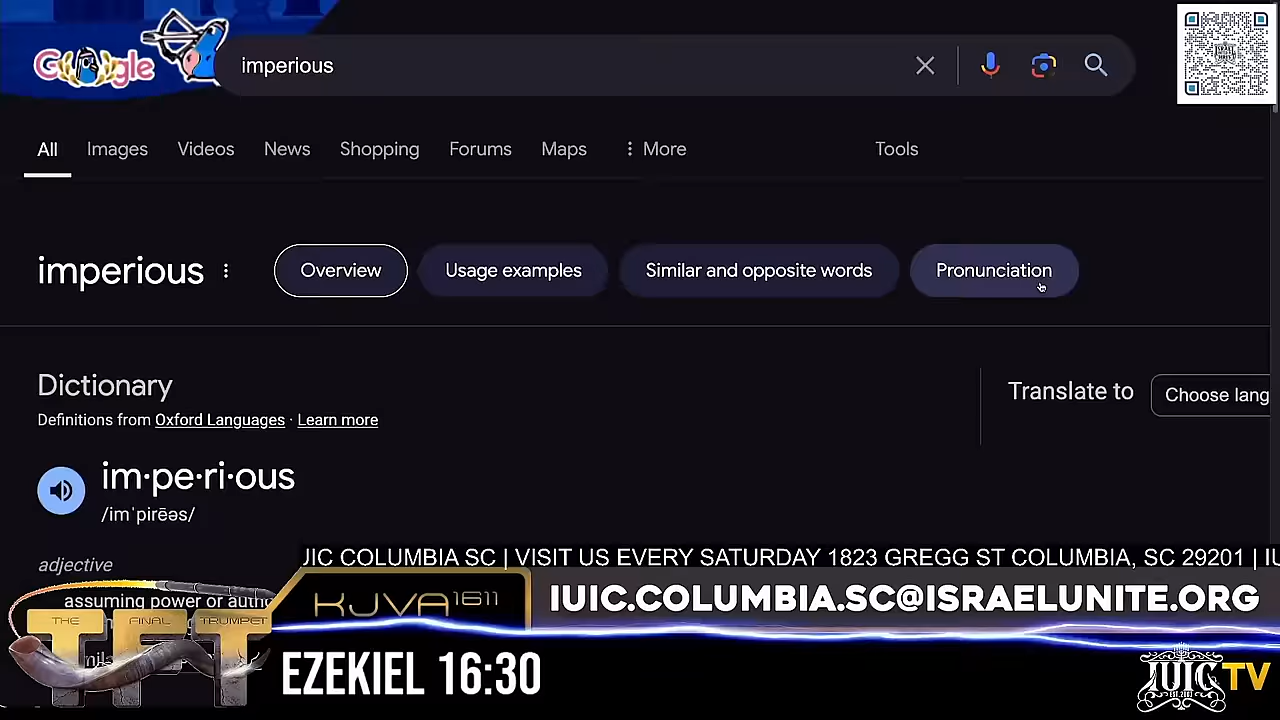 Google
imperious
All Images Videos News Shopping Forums Maps More Tools
imperious Overview Usage examples Similar and opposite words Pronunciation
Dictionary
Translate to Choose lang
Definitions from Oxford Languages · Learn more
im·pe·ri·ous
/imˈpirēəs/
adjective
JIC COLUMBIA SC | VISIT US EVERY SATURDAY 1823 GREGG ST COLUMBIA, SC 29201 | IU
assuming power or autho
KJVA 1611
IUIC.COLUMBIA.SC@ISRAELUNITE.ORG
THE FINAL TRUMPET
TFT
EZEKIEL 16:30
IUIC TV